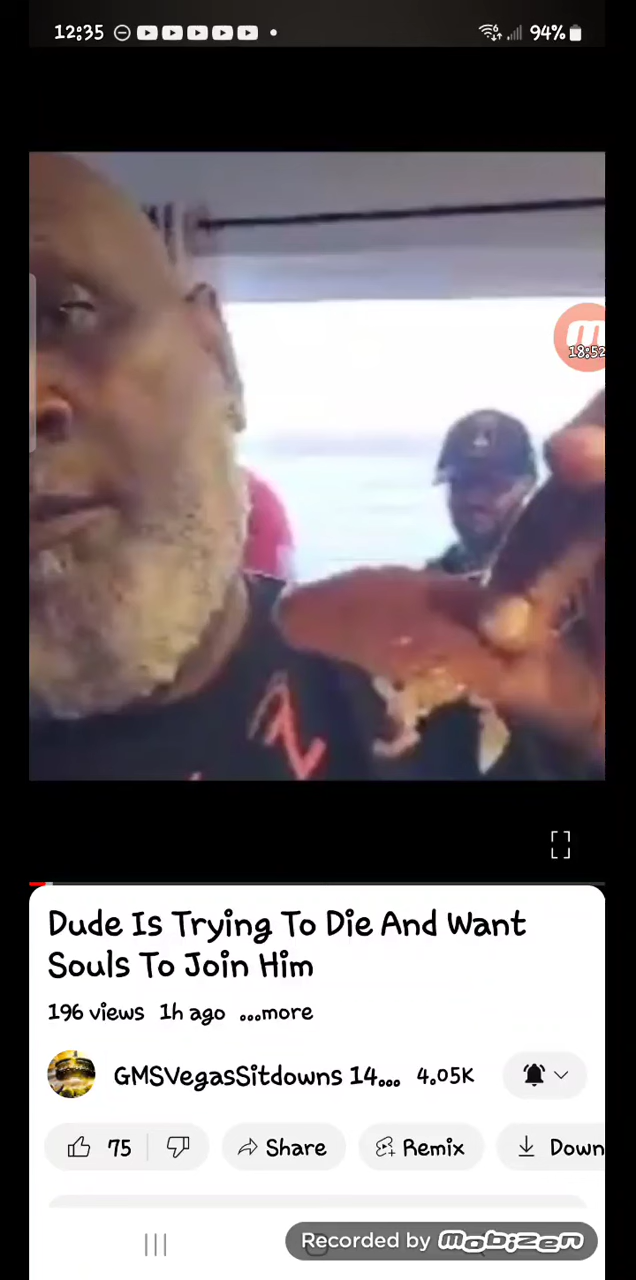 12:35 94%
18:52
Dude Is Trying To Die And Want
Souls To Join Him
196 views 1h ago ...more
GMSVegasSitdowns 14... 4.05K
75 Share Remix Down
Recorded by mobizen